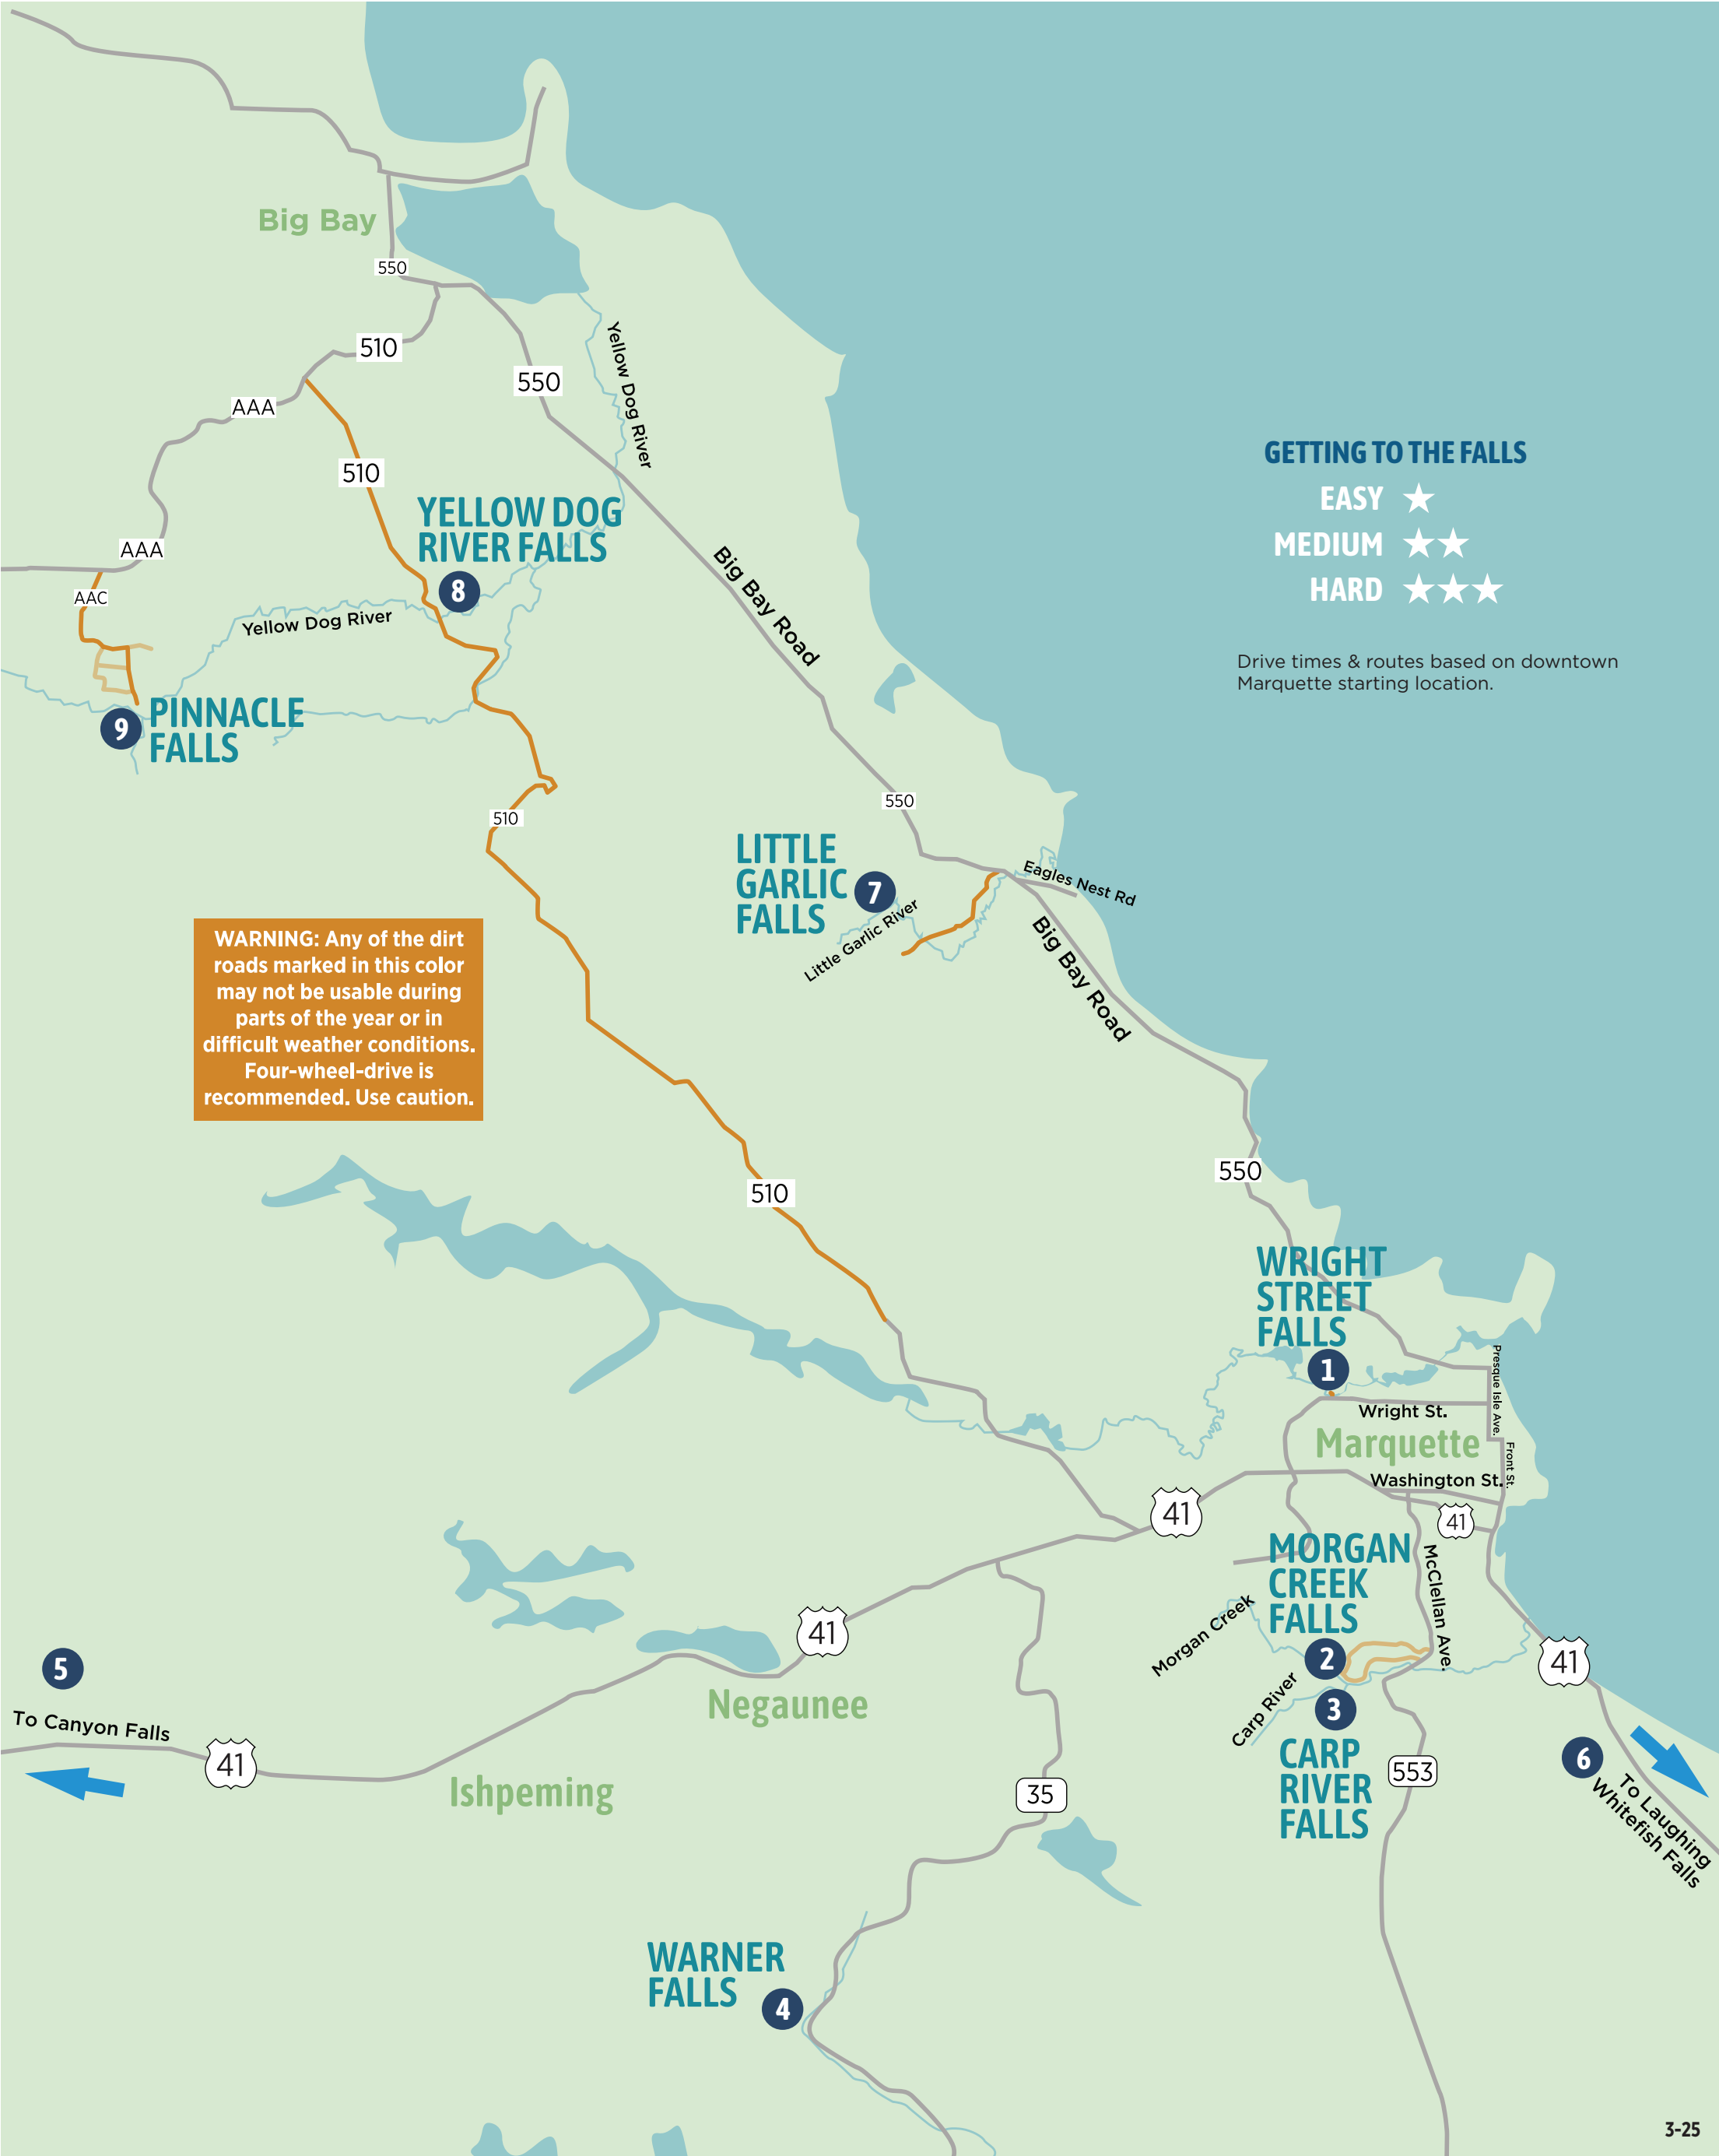 Big Bay
550
510
550
Yellow Dog River
AAA
510
YELLOW DOG
RIVER FALLS
8
AAA
AAC
Yellow Dog River
Big Bay Road
9
PINNACLE
FALLS
GETTING TO THE FALLS
EASY ★
MEDIUM ★★
HARD ★★★
Drive times & routes based on downtown
Marquette starting location.
550
510
LITTLE
GARLIC
FALLS
7
Little Garlic River
Eagles Nest Rd
Big Bay Road
WARNING: Any of the dirt
roads marked in this color
may not be usable during
parts of the year or in
difficult weather conditions.
Four-wheel-drive is
recommended. Use caution.
550
510
WRIGHT
STREET
FALLS
1
Presque Isle Ave.
Wright St.
Marquette
Front St.
Washington St.
41
41
MORGAN
CREEK
FALLS
McClellan Ave.
Morgan Creek
2
Carp River
3
CARP
RIVER
FALLS
41
41
5
To Canyon Falls
41
Negaunee
Ishpeming
35
553
6
To Laughing
Whitefish Falls
WARNER
FALLS
4
3-25